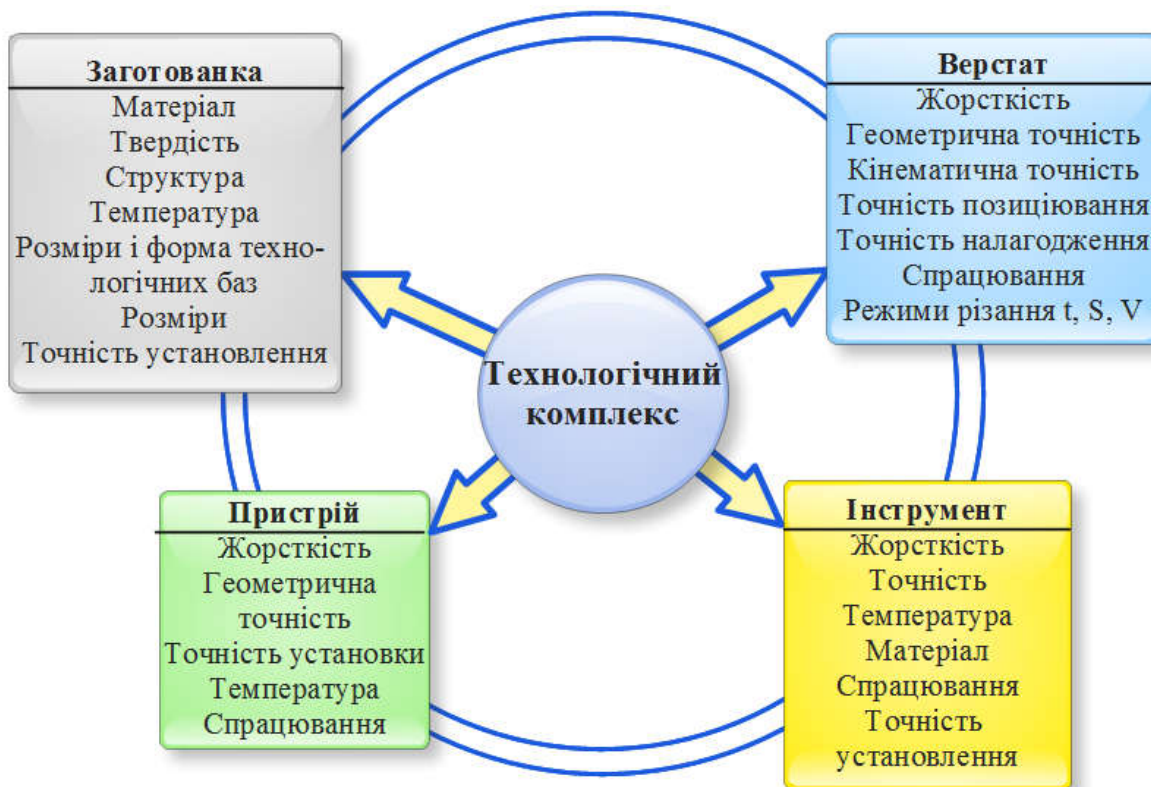 Заготованка
Матеріал
Твердість
Структура
Температура
Розміри і форма техно-
логічних баз
Розміри
Точність установлення
Верстат
Жорсткість
Геометрична точність
Кінематична точність
Точність позиціювання
Точність налагодження
Спрацювання
Режими різання t, S, V
Технологічний
комплекс
Пристрій
Жорсткість
Геометрична
точність
Точність установки
Температура
Спрацювання
Інструмент
Жорсткість
Точність
Температура
Матеріал
Спрацювання
Точність
установлення